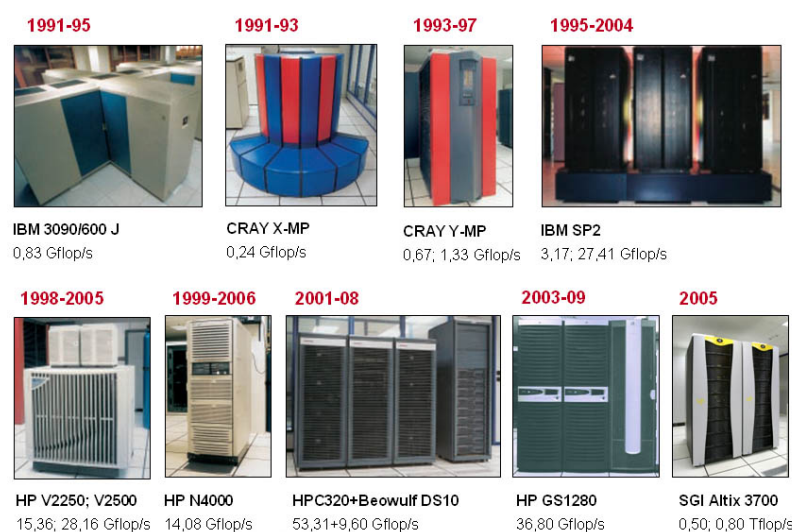 1991-95
1991-93
1993-97
1995-2004
IBM 3090/600 J
0,83 Gflop/s
CRAY X-MP
0,24 Gflop/s
CRAY Y-MP
0,67; 1,33 Gflop/s
IBM SP2
3,17; 27,41 Gflop/s
1998-2005
1999-2006
2001-08
2003-09
2005
HP V2250; V2500
15,36; 28,16 Gflop/s
HP N4000
14,08 Gflop/s
HPC320+Beowulf DS10
53,31+9,60 Gflop/s
HP GS1280
36,80 Gflop/s
SGI Altix 3700
0,50; 0,80 Tflop/s